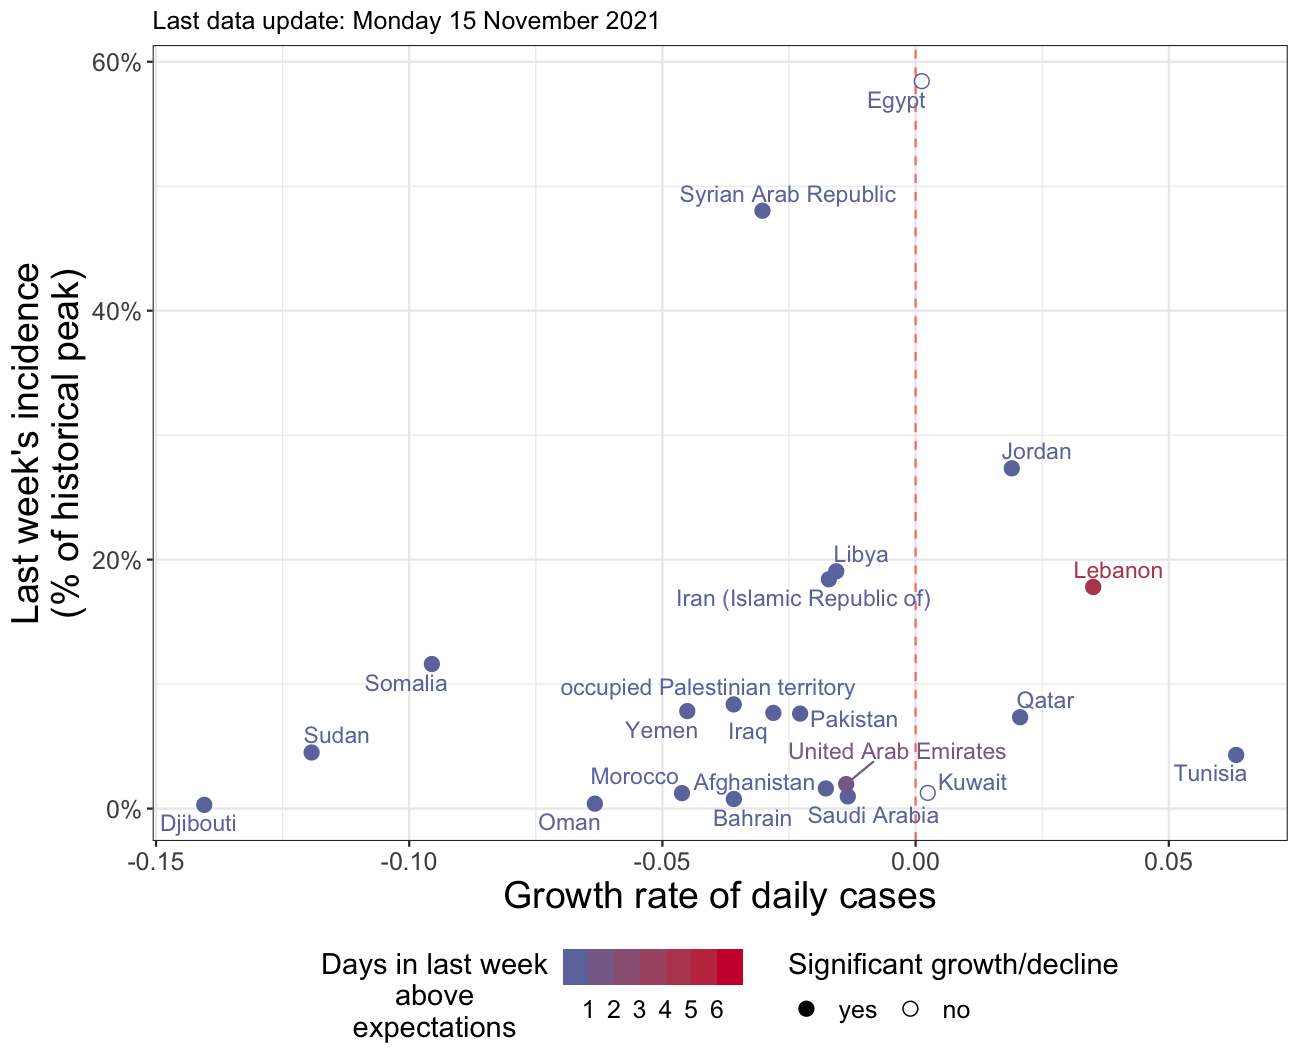 Last data update: Monday 15 November 2021
60%
Egypt
Syrian Arab Republic
40%
Last week's incidence
(% of historical peak)
Jordan
20%
Libya
Lebanon
Iran (Islamic Republic of)
Somalia
occupied Palestinian territory
Qatar
Yemen
Iraq
Pakistan
Sudan
United Arab Emirates
Tunisia
Morocco
Afghanistan
Kuwait
0%
Djibouti
Oman
Bahrain
Saudi Arabia
-0.15
-0.10
-0.05
0.00
0.05
Growth rate of daily cases
Days in last week
above
expectations
1 2 3 4 5 6
Significant growth/decline
yes
no